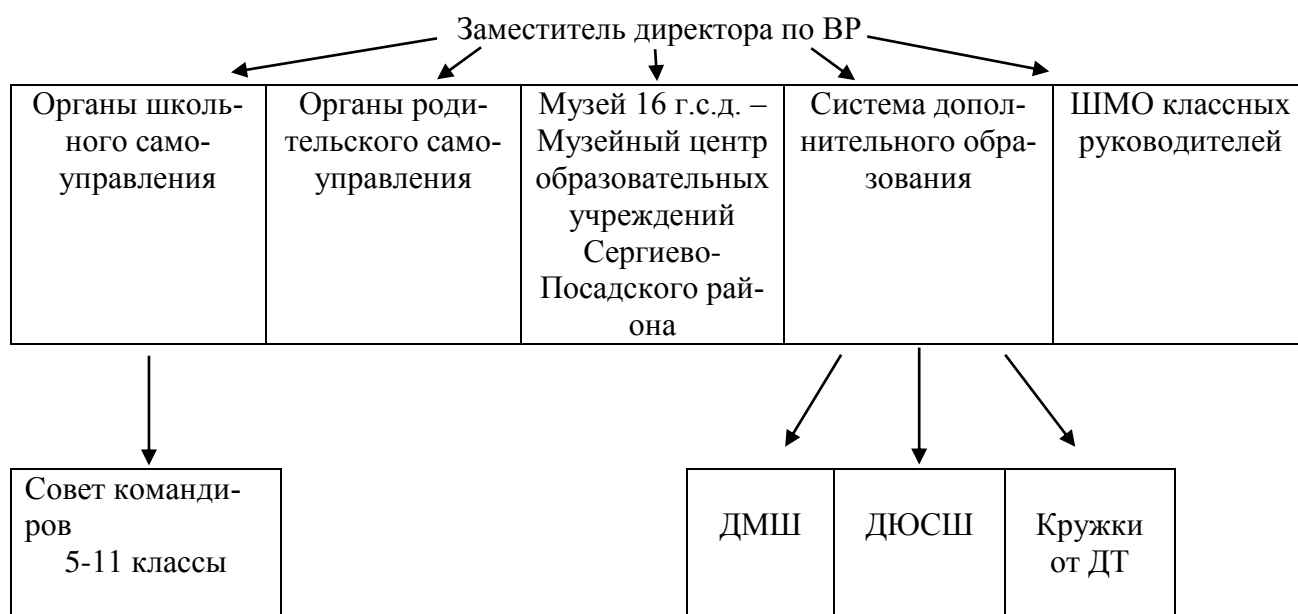 Заместитель директора по ВР
Органы школь-
ного само-
управления
Органы роди-
тельского само-
управления
Музей 16 г.с.д. –
Музейный центр
образовательных
учреждений
Сергиево-
Посадского рай-
она
Система допол-
нительного обра-
зования
ШМО классных
руководителей
Совет команди-
ров
5-11 классы
ДМШ
ДЮСШ
Кружки
от ДТ